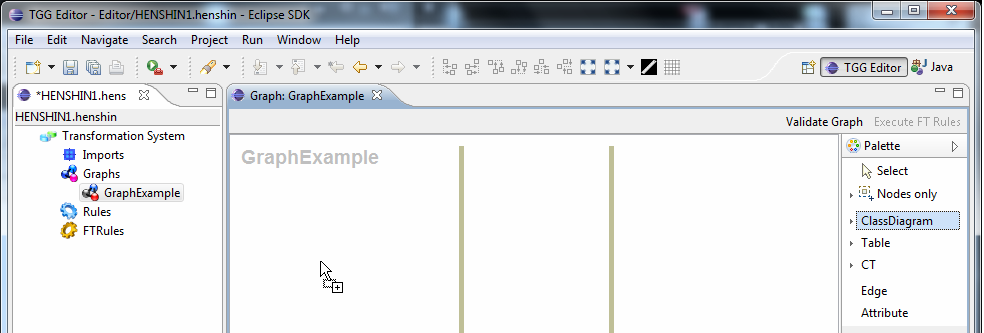 TGG Editor - Editor/HENSHIN1.henshin - Eclipse SDK
File Edit Navigate Search Project Run Window Help
TGG Editor Java
*HENSHIN1.hens
Graph: GraphExample
HENSHIN1.henshin
Validate Graph Execute FT Rules
Transformation System
Imports
Graphs
GraphExample
Rules
FTRules
GraphExample
Palette
Select
Nodes only
ClassDiagram
Table
CT
Edge
Attribute